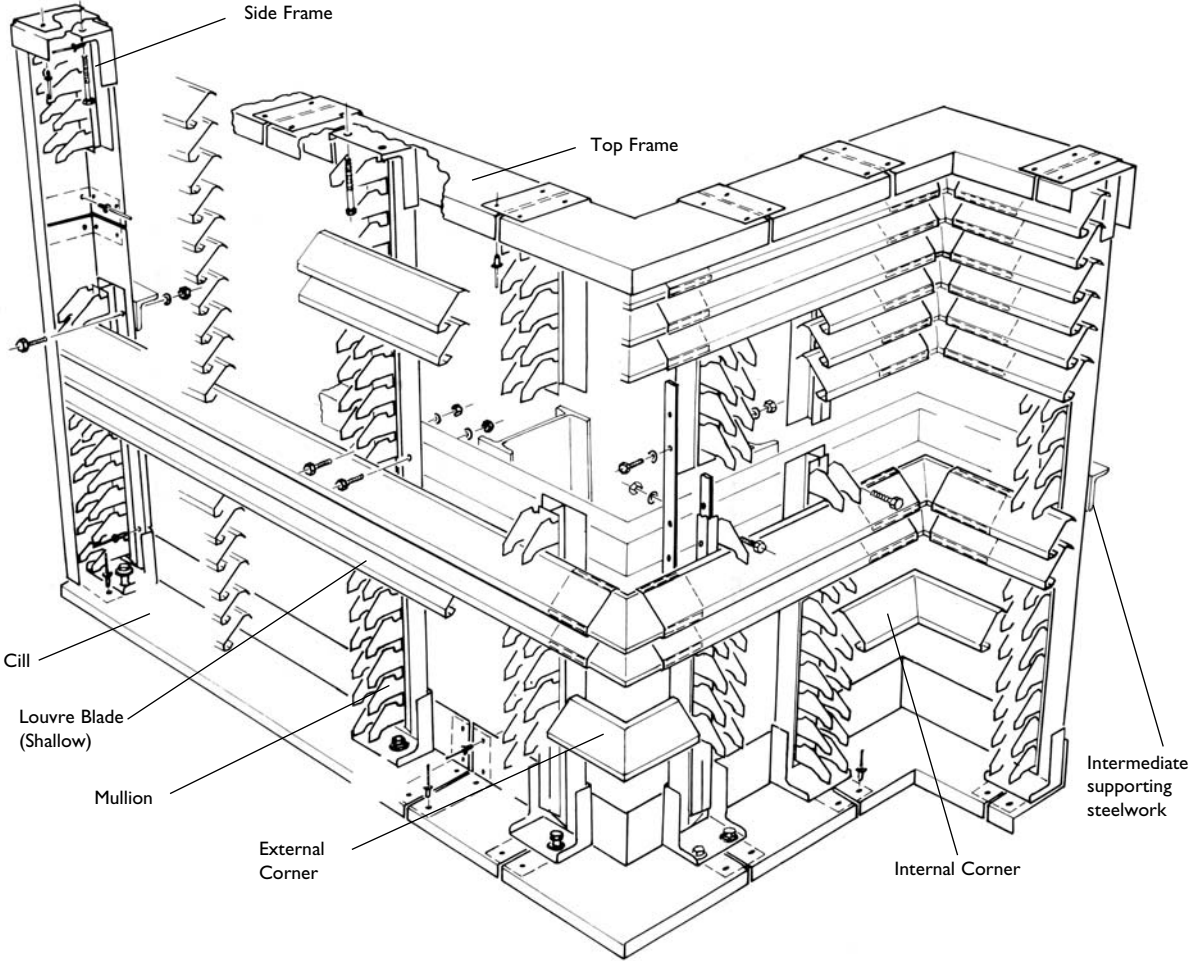 Side Frame
Top Frame
Cill
Louvre Blade
(Shallow)
Mullion
External
Corner
Internal Corner
Intermediate
supporting
steelwork